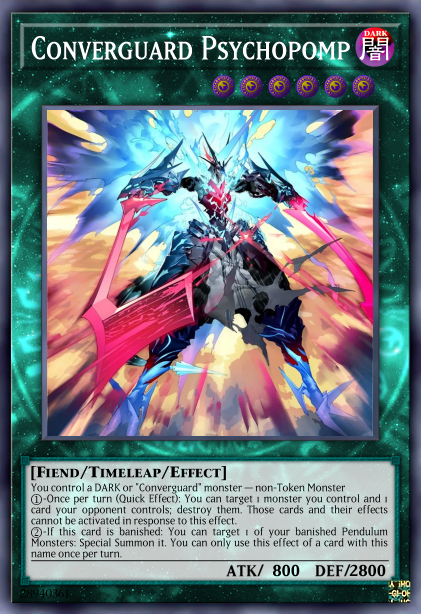 Converguard Psychopomp
DARK
闇
[Fiend/Timeleap/Effect]
You control a DARK or "Converguard" monster — non-Token Monster
①-Once per turn (Quick Effect): You can target 1 monster you control and 1
card your opponent controls; destroy them. Those cards and their effects
cannot be activated in response to this effect.
②-If this card is banished: You can target 1 of your banished Pendulum
Monsters: Special Summon it. You can only use this effect of a card with this
name once per turn.
ATK/ 800 DEF/2800